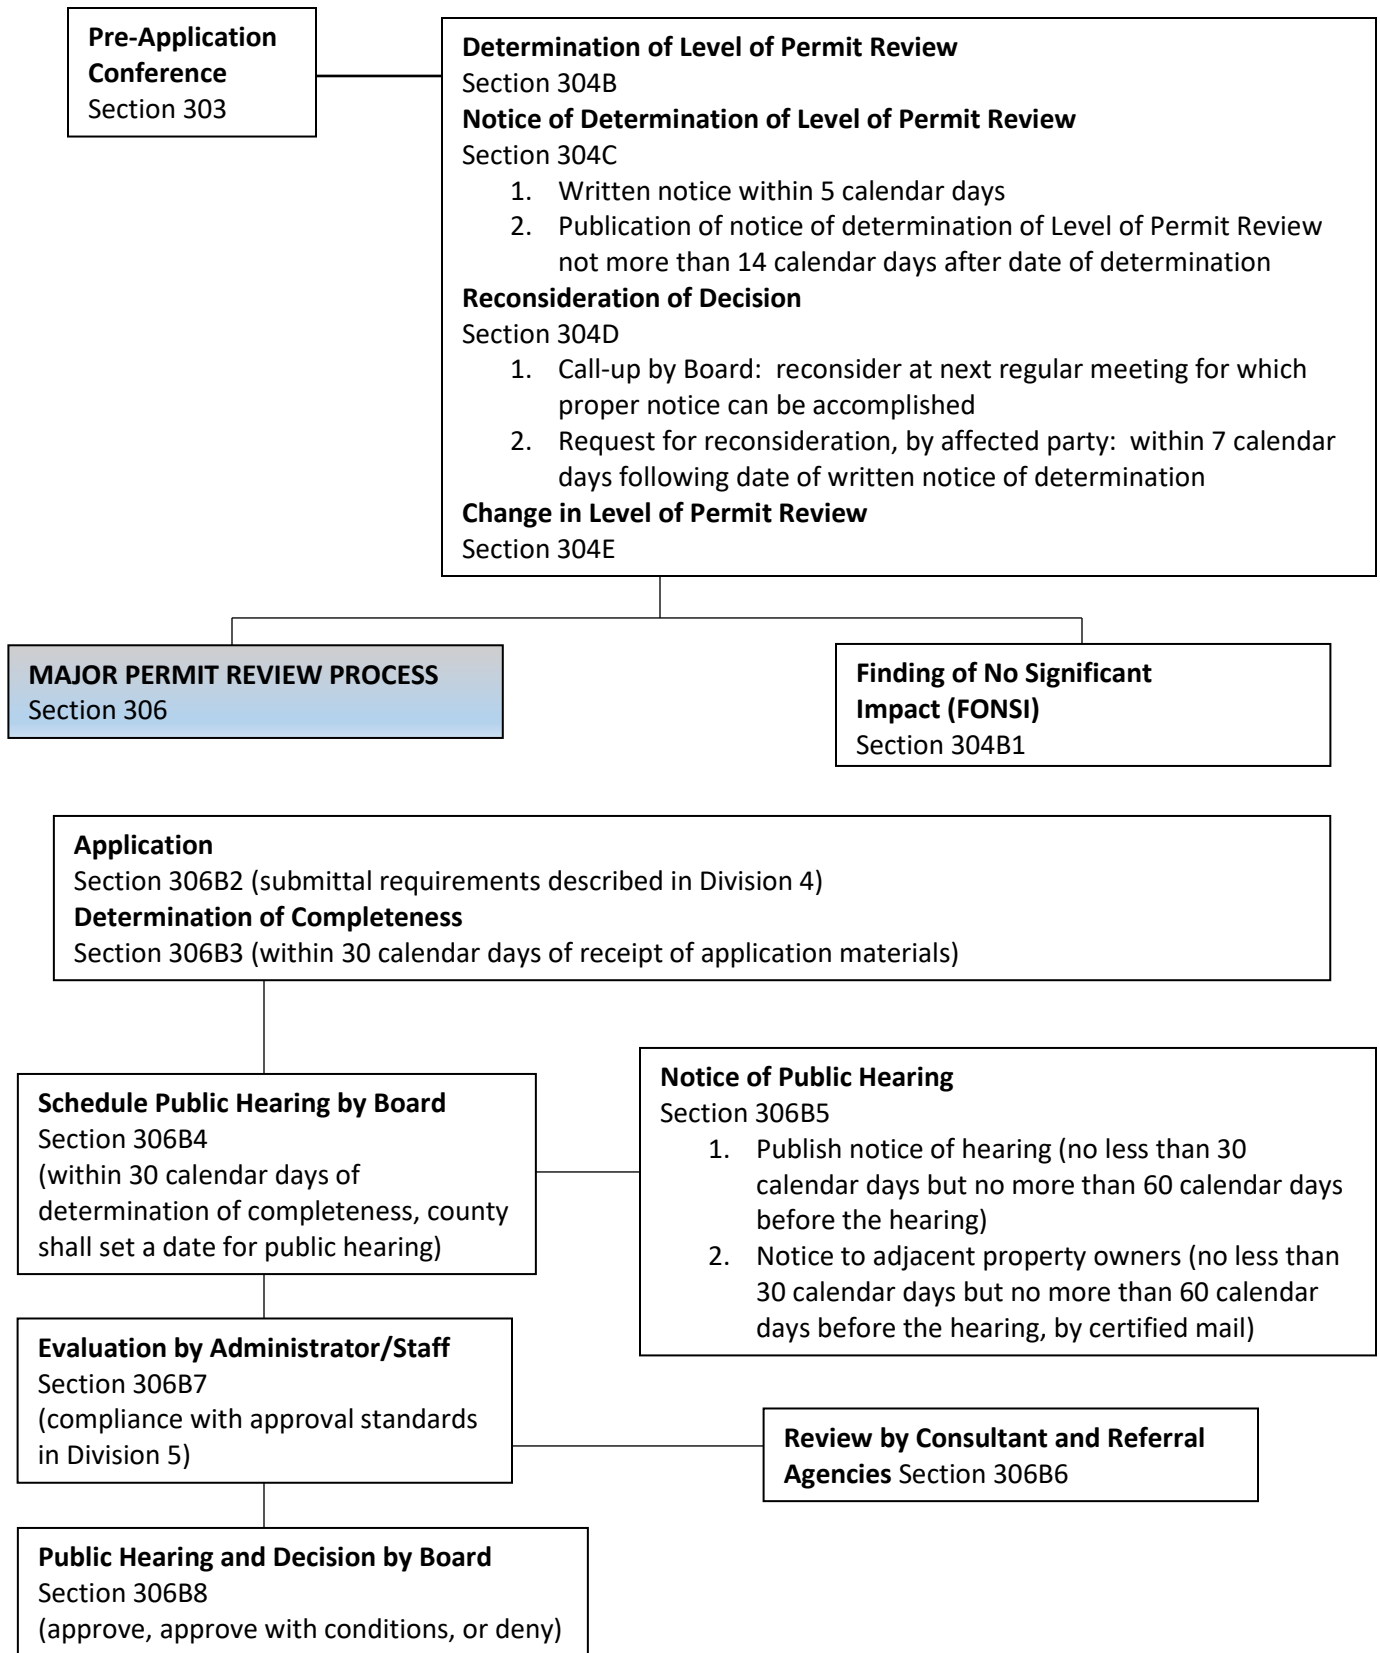 Pre-Application
Conference
Section 303
Determination of Level of Permit Review
Section 304B
Notice of Determination of Level of Permit Review
Section 304C
1. Written notice within 5 calendar days
2. Publication of notice of determination of Level of Permit Review
not more than 14 calendar days after date of determination
Reconsideration of Decision
Section 304D
1. Call-up by Board: reconsider at next regular meeting for which
proper notice can be accomplished
2. Request for reconsideration, by affected party: within 7 calendar
days following date of written notice of determination
Change in Level of Permit Review
Section 304E
MAJOR PERMIT REVIEW PROCESS
Section 306
Finding of No Significant
Impact (FONSI)
Section 304B1
Application
Section 306B2 (submittal requirements described in Division 4)
Determination of Completeness
Section 306B3 (within 30 calendar days of receipt of application materials)
Schedule Public Hearing by Board
Section 306B4
(within 30 calendar days of
determination of completeness, county
shall set a date for public hearing)
Notice of Public Hearing
Section 306B5
1. Publish notice of hearing (no less than 30
calendar days but no more than 60 calendar days
before the hearing)
2. Notice to adjacent property owners (no less than
30 calendar days but no more than 60 calendar
days before the hearing, by certified mail)
Evaluation by Administrator/Staff
Section 306B7
(compliance with approval standards
in Division 5)
Review by Consultant and Referral
Agencies Section 306B6
Public Hearing and Decision by Board
Section 306B8
(approve, approve with conditions, or deny)